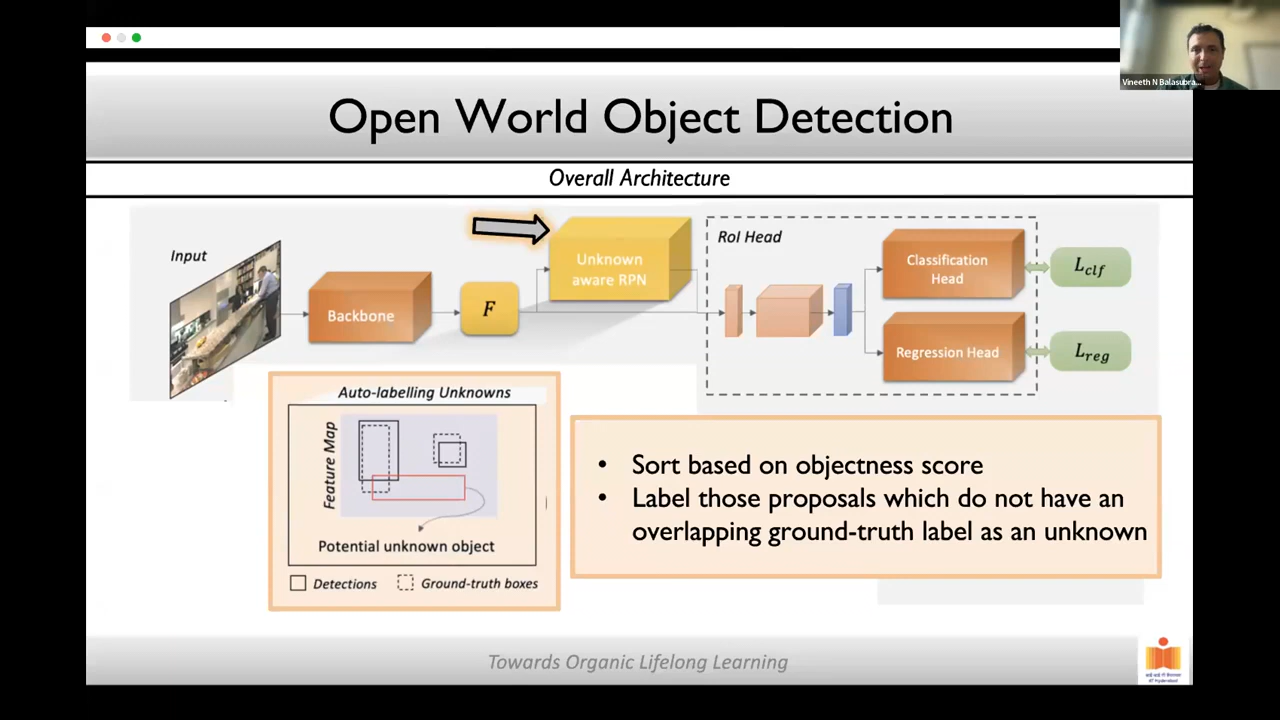 Vineeth N Balasubra...
Open World Object Detection
Overall Architecture
Input
Backbone
F
Unknown
aware RPN
RoI Head
Classification
Head
Regression Head
L_clf
L_reg
Auto-labelling Unknowns
Feature Map
Potential unknown object
Detections
Ground-truth boxes
• Sort based on objectness score
• Label those proposals which do not have an
overlapping ground-truth label as an unknown
Towards Organic Lifelong Learning